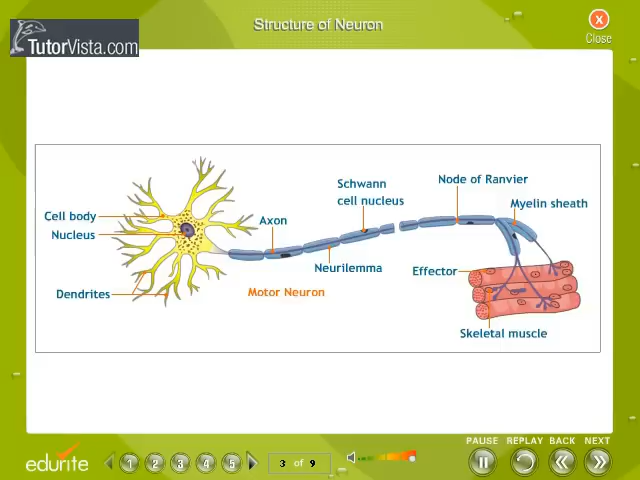 Structure of Neuron
X
Close
TutorVista.com
Schwann
cell nucleus
Node of Ranvier
Myelin sheath
Cell body
Axon
Nucleus
Neurilemma
Effector
Dendrites
Motor Neuron
Skeletal muscle
PAUSE REPLAY BACK NEXT
edurite
1 2 3 4 5
3 of 9